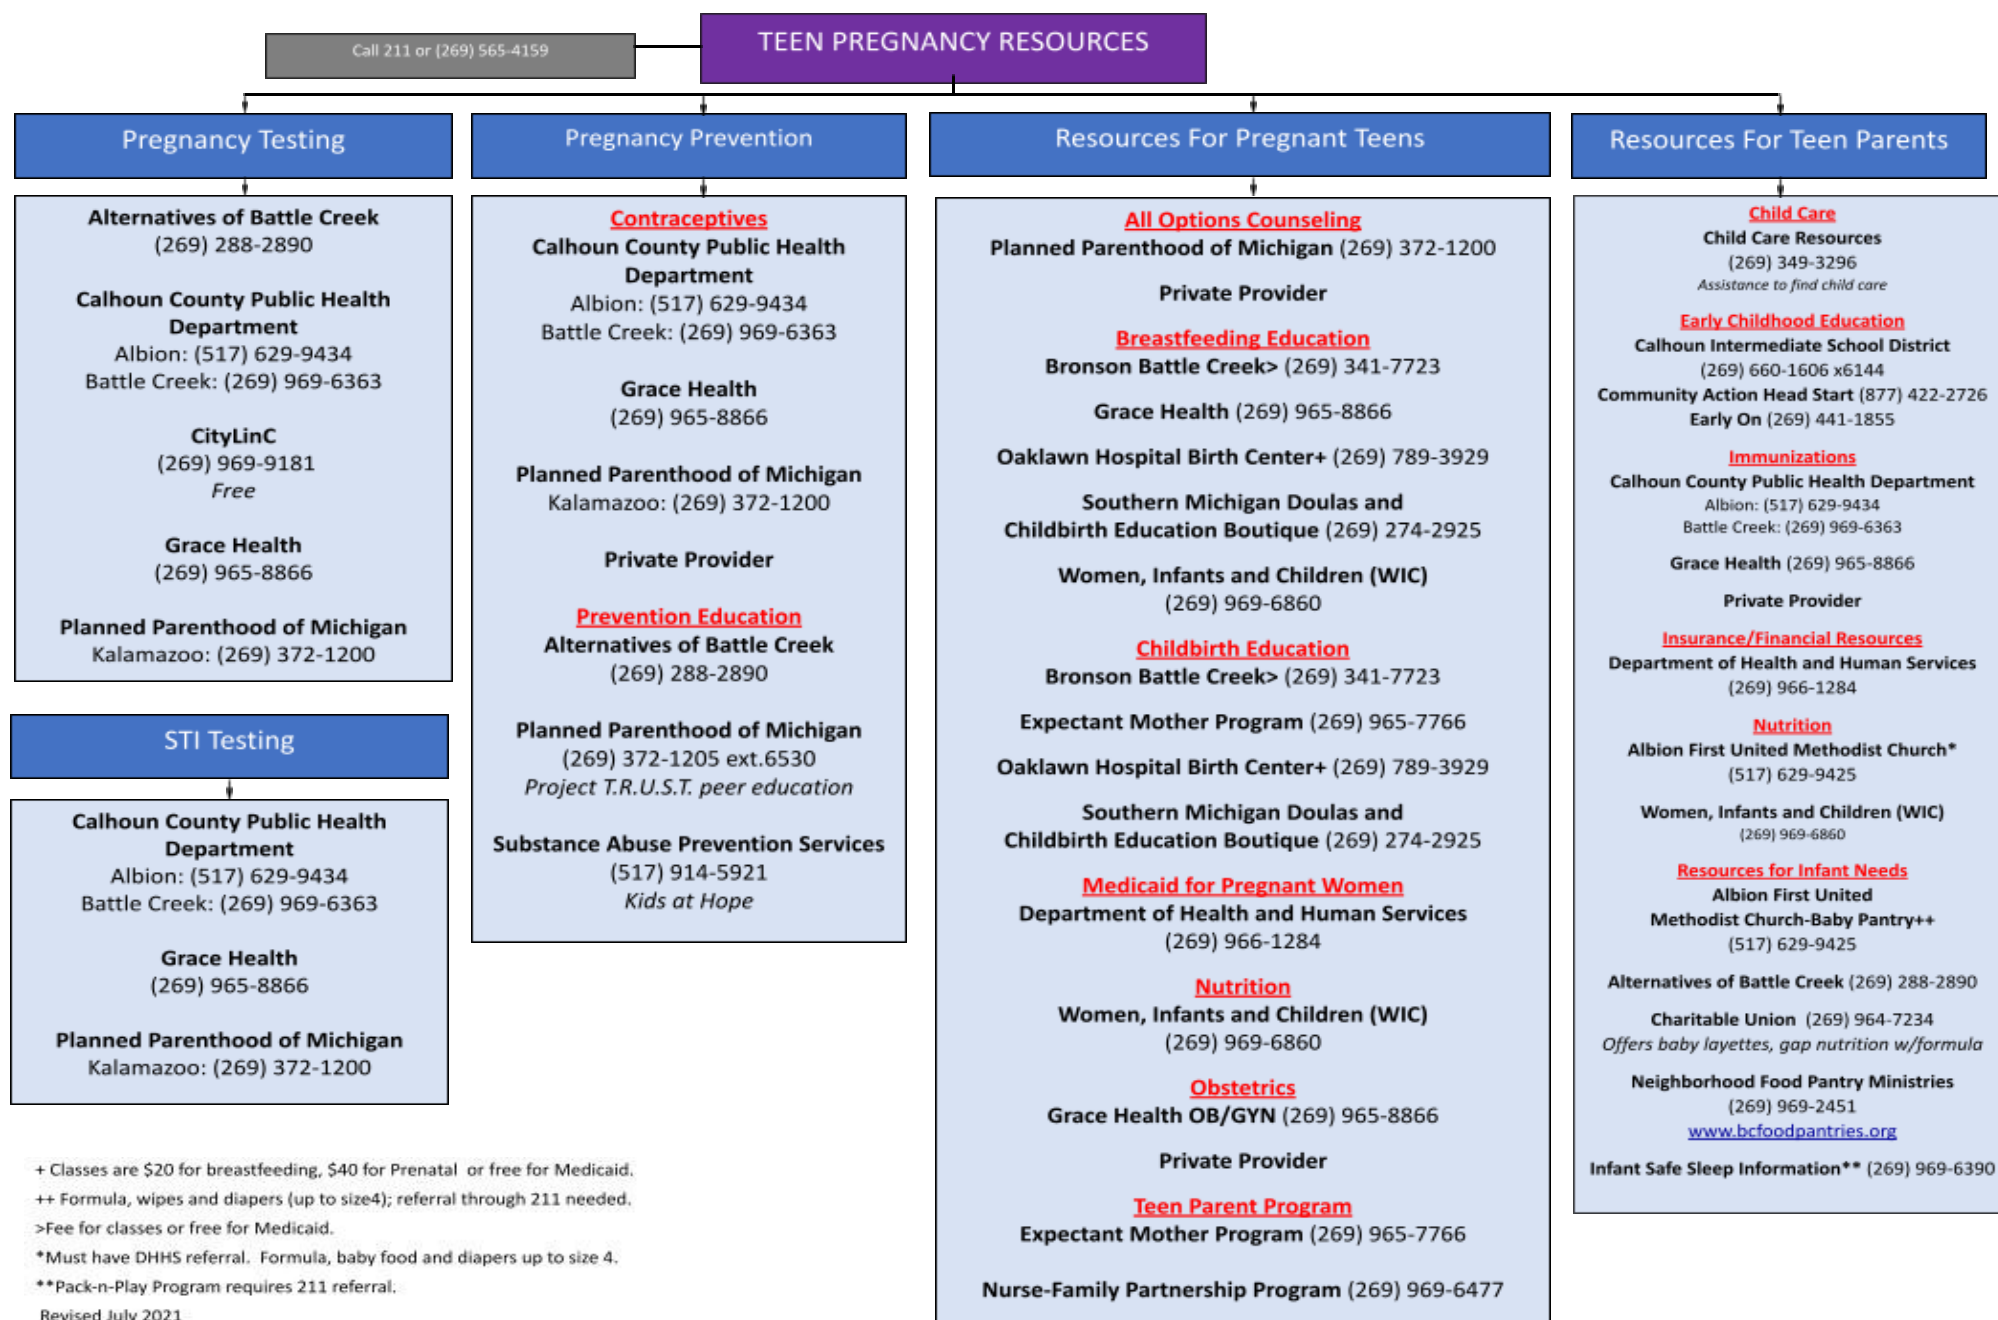 TEEN PREGNANCY RESOURCES
Call 211 or (269) 565-4159
Pregnancy Testing
Alternatives of Battle Creek
(269) 288-2890
Calhoun County Public Health
Department
Albion: (517) 629-9434
Battle Creek: (269) 969-6363
CityLinC
(269) 969-9181
Free
Grace Health
(269) 965-8866
Planned Parenthood of Michigan
Kalamazoo: (269) 372-1200
STI Testing
Calhoun County Public Health
Department
Albion: (517) 629-9434
Battle Creek: (269) 969-6363
Grace Health
(269) 965-8866
Planned Parenthood of Michigan
Kalamazoo: (269) 372-1200
Pregnancy Prevention
Contraceptives
Calhoun County Public Health
Department
Albion: (517) 629-9434
Battle Creek: (269) 969-6363
Grace Health
(269) 965-8866
Planned Parenthood of Michigan
Kalamazoo: (269) 372-1200
Private Provider
Prevention Education
Alternatives of Battle Creek
(269) 288-2890
Planned Parenthood of Michigan
(269) 372-1205 ext.6530
Project T.R.U.S.T. peer education
Substance Abuse Prevention Services
(517) 914-5921
Kids at Hope
Resources For Pregnant Teens
All Options Counseling
Planned Parenthood of Michigan (269) 372-1200
Private Provider
Breastfeeding Education
Bronson Battle Creek> (269) 341-7723
Grace Health (269) 965-8866
Oaklawn Hospital Birth Center+ (269) 789-3929
Southern Michigan Doulas and
Childbirth Education Boutique (269) 274-2925
Women, Infants and Children (WIC)
(269) 969-6860
Childbirth Education
Bronson Battle Creek> (269) 341-7723
Expectant Mother Program (269) 965-7766
Oaklawn Hospital Birth Center+ (269) 789-3929
Southern Michigan Doulas and
Childbirth Education Boutique (269) 274-2925
Medicaid for Pregnant Women
Department of Health and Human Services
(269) 966-1284
Nutrition
Women, Infants and Children (WIC)
(269) 969-6860
Obstetrics
Grace Health OB/GYN (269) 965-8866
Private Provider
Teen Parent Program
Expectant Mother Program (269) 965-7766
Nurse-Family Partnership Program (269) 969-6477
Resources For Teen Parents
Child Care
Child Care Resources
(269) 349-3296
Assistance to find child care
Early Childhood Education
Calhoun Intermediate School District
(269) 660-1606 x6144
Community Action Head Start (877) 422-2726
Early On (269) 441-1855
Immunizations
Calhoun County Public Health Department
Albion: (517) 629-9434
Battle Creek: (269) 969-6363
Grace Health (269) 965-8866
Private Provider
Insurance/Financial Resources
Department of Health and Human Services
(269) 966-1284
Nutrition
Albion First United Methodist Church*
(517) 629-9425
Women, Infants and Children (WIC)
(269) 969-6860
Resources for Infant Needs
Albion First United
Methodist Church-Baby Pantry++
(517) 629-9425
Alternatives of Battle Creek (269) 288-2890
Charitable Union (269) 964-7234
Offers baby layettes, gap nutrition w/formula
Neighborhood Food Pantry Ministries
(269) 969-2451
www.bcfoodpantries.org
Infant Safe Sleep Information** (269) 969-6390
+ Classes are $20 for breastfeeding, $40 for Prenatal or free for Medicaid.
++ Formula, wipes and diapers (up to size4); referral through 211 needed.
>Fee for classes or free for Medicaid.
*Must have DHHS referral. Formula, baby food and diapers up to size 4.
**Pack-n-Play Program requires 211 referral.
Revised July 2021